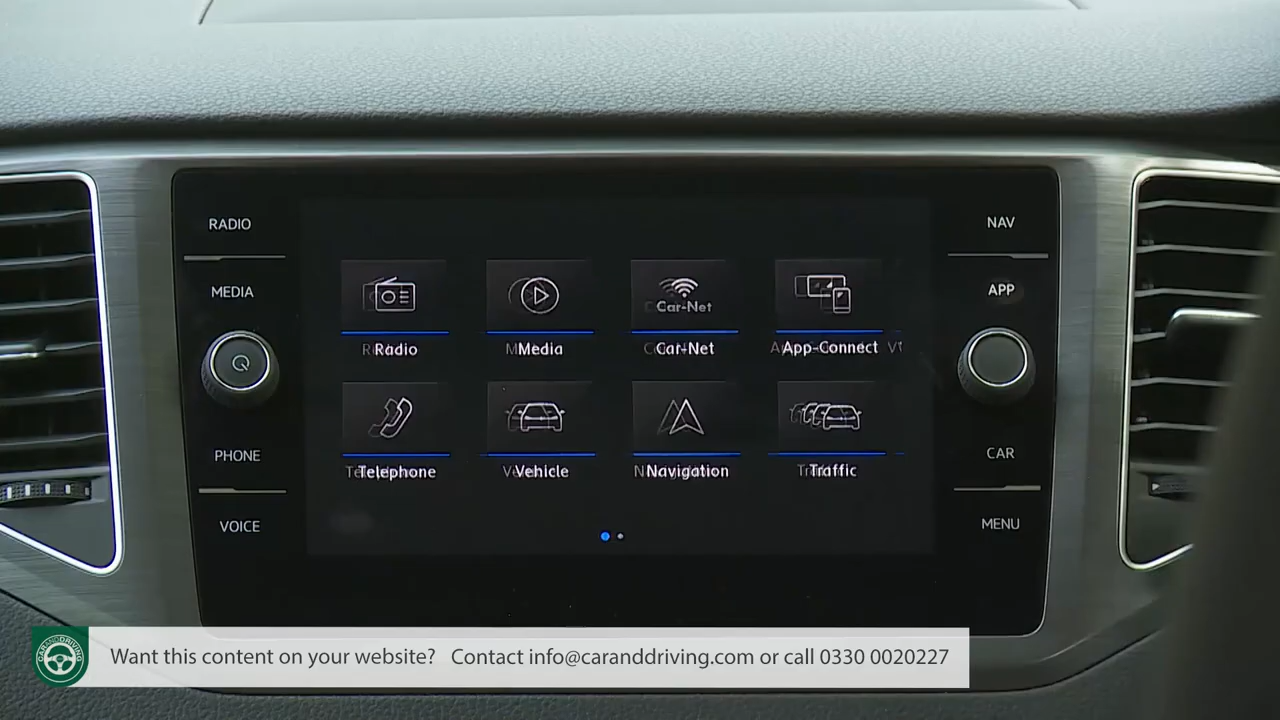 RADIO
NAV
MEDIA
APP
Car-Net
Radio
Media
Car-Net
App-Connect
PHONE
CAR
Telephone
Vehicle
Navigation
Traffic
VOICE
MENU
CARANDDRIVING
Want this content on your website? Contact info@caranddriving.com or call 0330 0020227